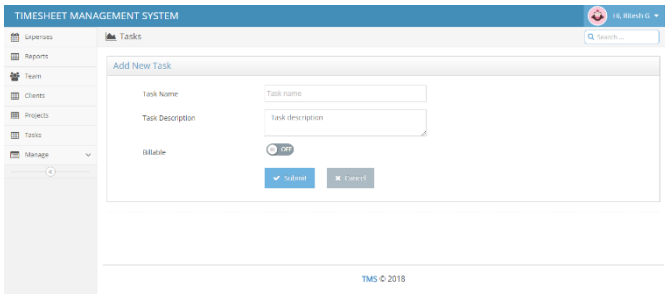 TIMESHEET MANAGEMENT SYSTEM
Hi, Ritesh G
Expenses
Reports
Team
Clients
Projects
Tasks
Manage
Tasks
Search ...
Add New Task
Task Name
Task name
Task Description
Task description
Billable
OFF
Submit
Cancel
TMS © 2018